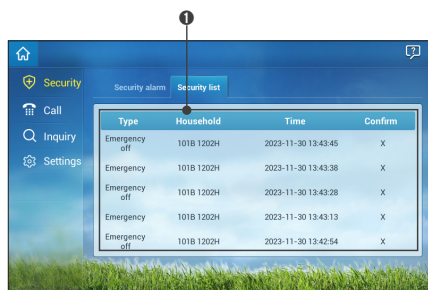 1
Security
Security alarm Security list
Call
Type Household Time Confirm
Inquiry
Emergency off 101B 1202H 2023-11-30 13:43:45 X
Settings
Emergency 101B 1202H 2023-11-30 13:43:38 X
Emergency off 101B 1202H 2023-11-30 13:43:28 X
Emergency 101B 1202H 2023-11-30 13:43:13 X
Emergency off 101B 1202H 2023-11-30 13:42:54 X